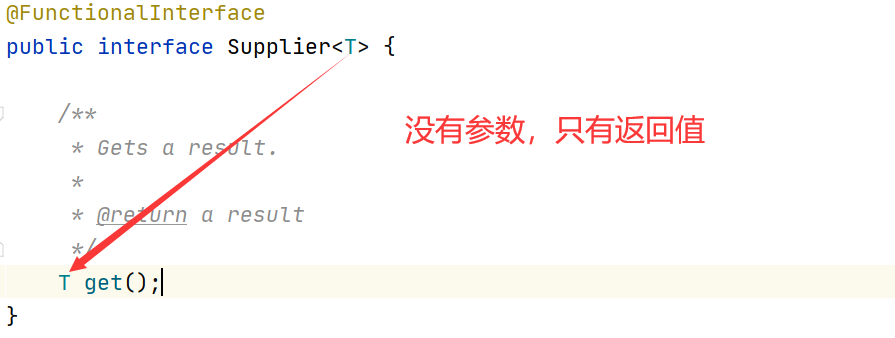 @FunctionalInterface
public interface Supplier<T> {
/**
* Gets a result.
*
* @return a result
*/
T get();
}
没有参数，只有返回值